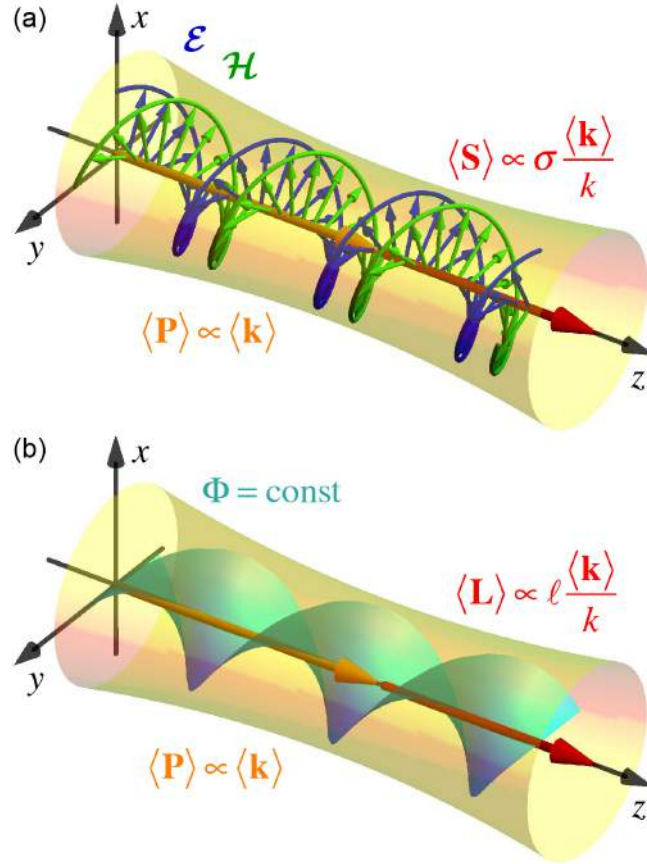 (a)
x
𝓔
𝓗
⟨S⟩ ∝ σ ⟨k⟩/k
y
⟨P⟩ ∝ ⟨k⟩
z
(b)
x
Φ = const
⟨L⟩ ∝ ℓ ⟨k⟩/k
y
⟨P⟩ ∝ ⟨k⟩
z